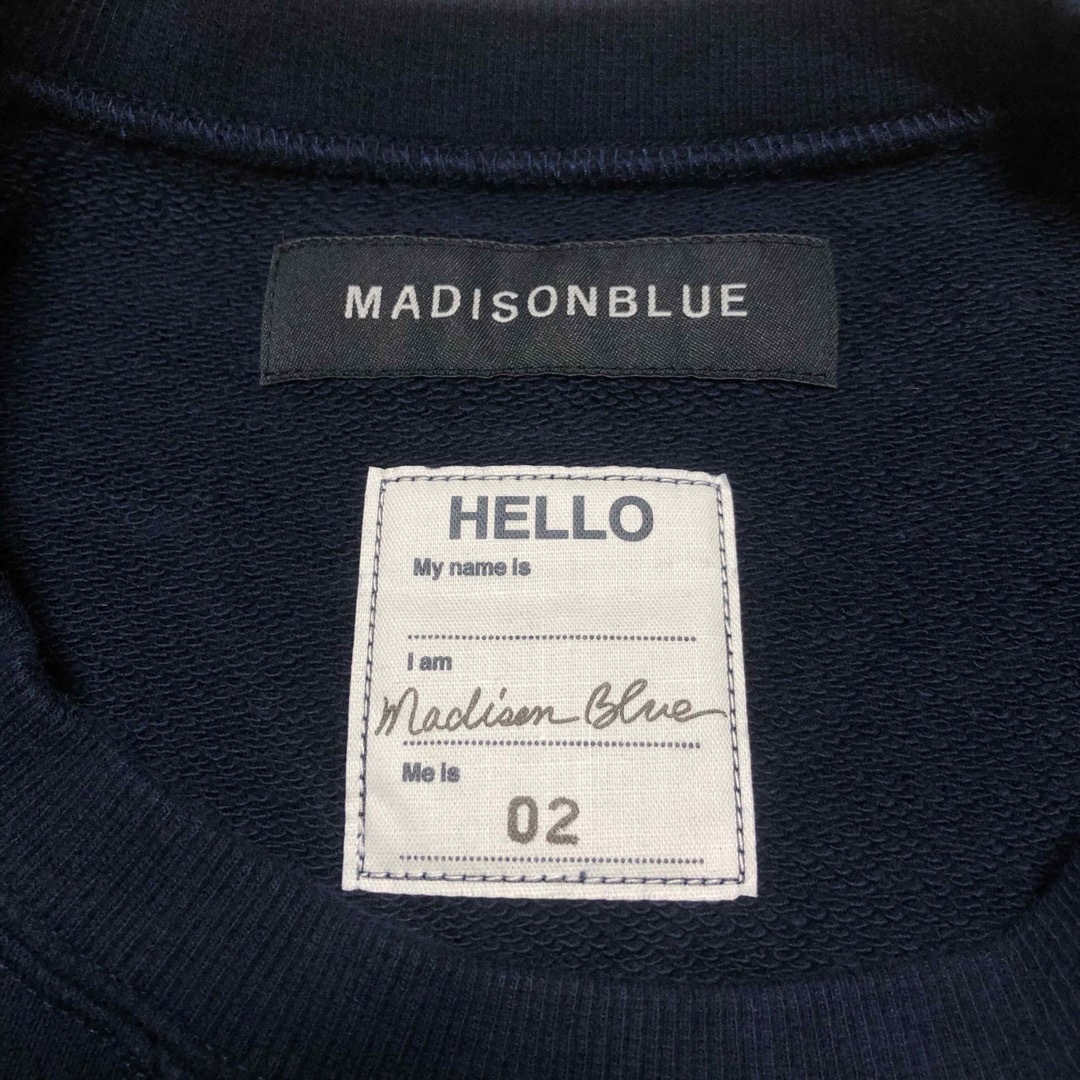 MADISONBLUE
HELLO
My name is
I am
Madison Blue
Me is
02